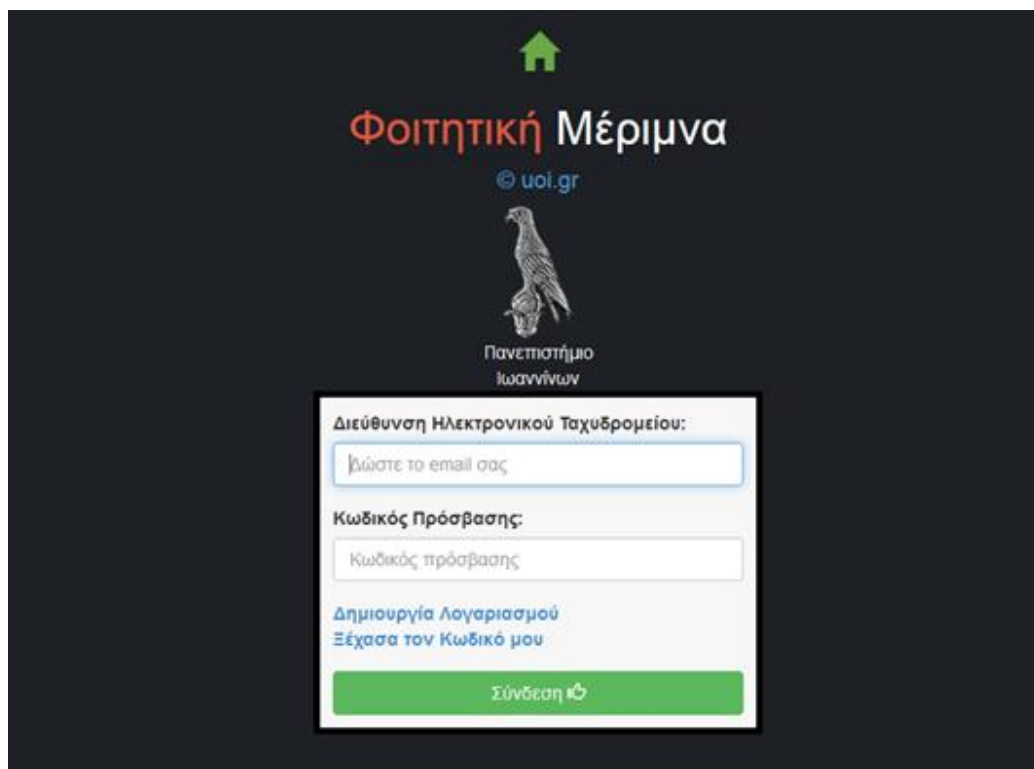 Φοιτητική Μέριμνα
© uoi.gr
Πανεπιστήμιο
Ιωαννίνων
Διεύθυνση Ηλεκτρονικού Ταχυδρομείου:
Δώστε το email σας
Κωδικός Πρόσβασης:
Κωδικός πρόσβασης
Δημιουργία Λογαριασμού
Ξέχασα τον Κωδικό μου
Σύνδεση